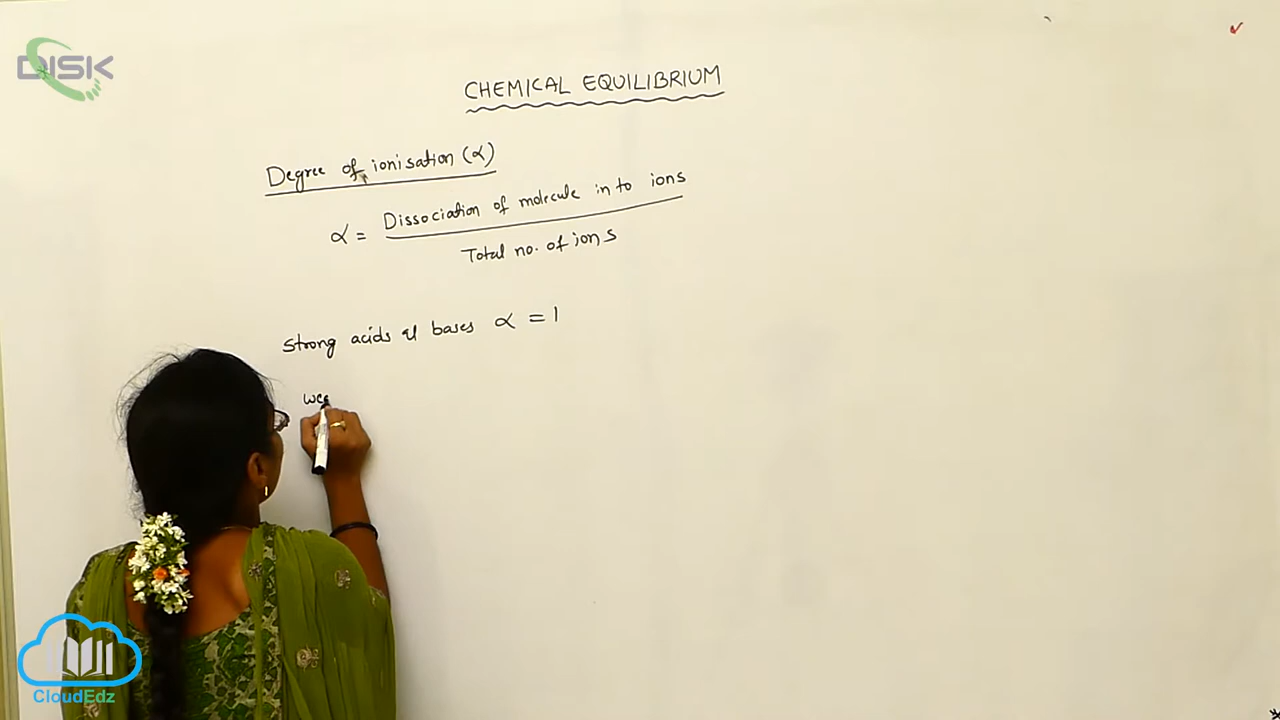 DISK
CHEMICAL EQUILIBRIUM
Degree of ionisation (α)
α = Dissociation of molecule in to ions
Total no. of ions
Strong acids & bases α = 1
wea
CloudEdz